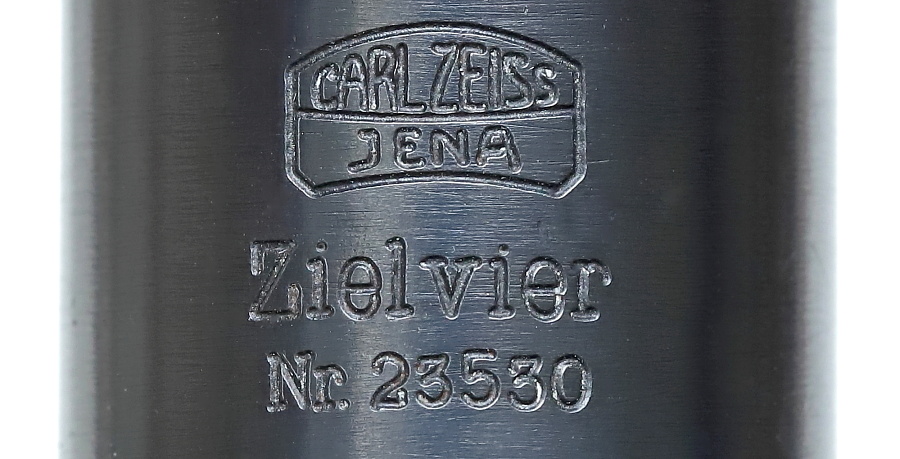 CARL ZEISS
JENA
Zielvier
Nr. 23530